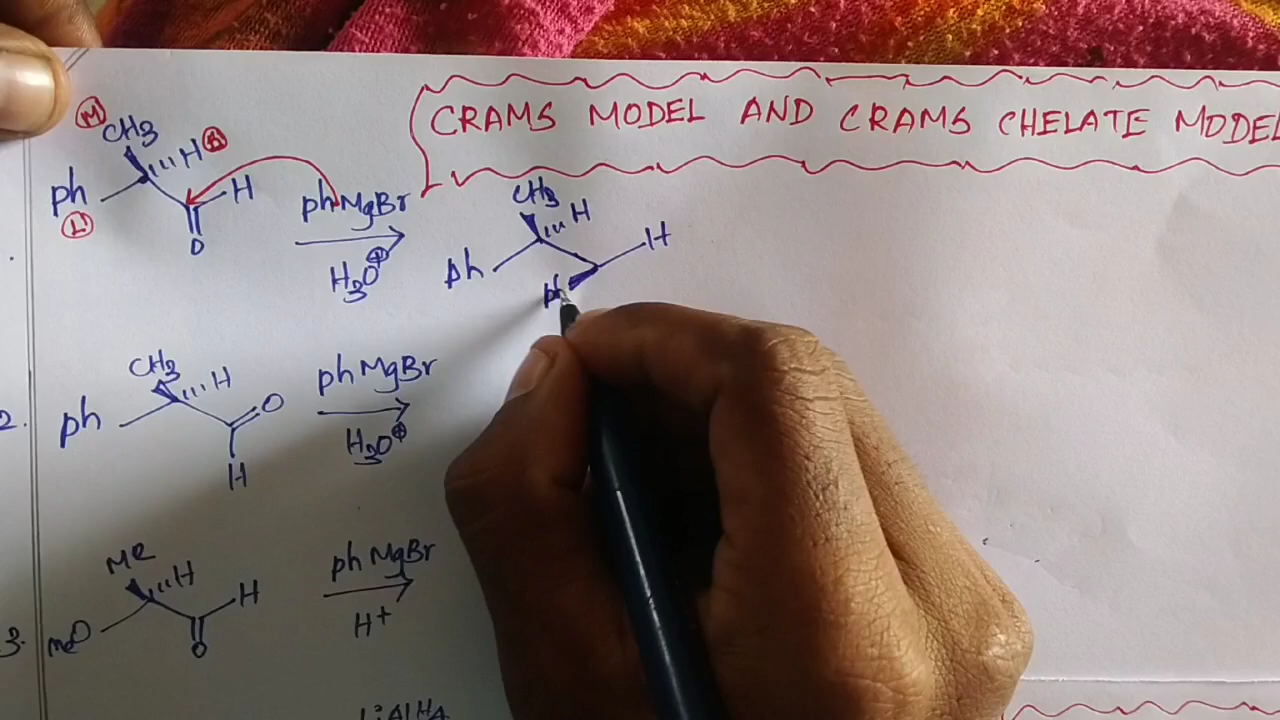 CRAMS MODEL AND CRAMS CHELATE MODEL
M
CH3
H
Ph
L
H
O
phMgBr
H3O⊕
CH3
H
Ph
H
ph
2.
CH3
H
ph
O
H
phMgBr
H3O⊕
3.
Me
H
meO
H
O
phMgBr
H+
LiAlH4